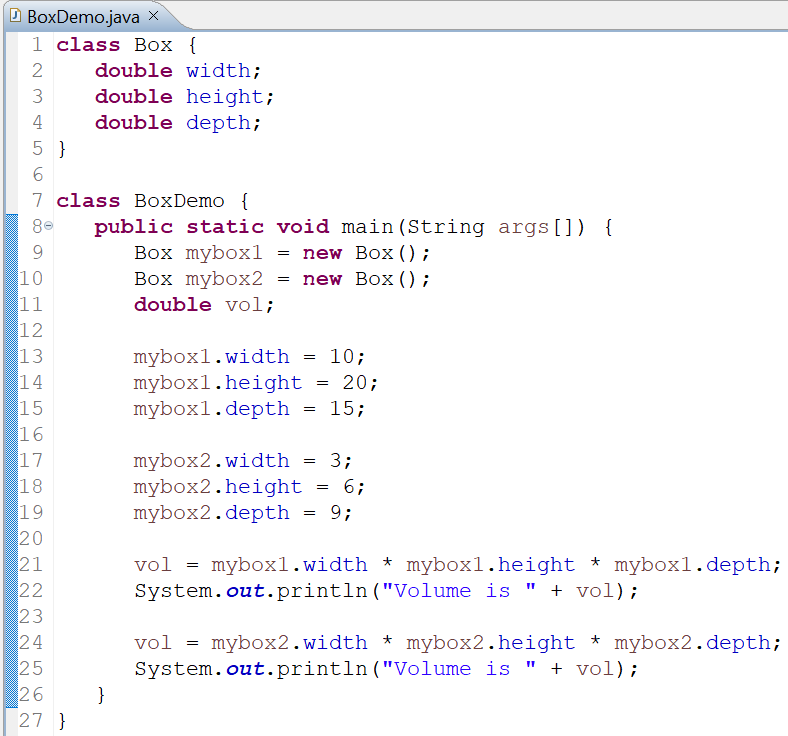 BoxDemo.java
1 class Box {
2    double width;
3    double height;
4    double depth;
5 }
6
7 class BoxDemo {
8    public static void main(String args[]) {
9       Box mybox1 = new Box();
10       Box mybox2 = new Box();
11       double vol;
12
13       mybox1.width = 10;
14       mybox1.height = 20;
15       mybox1.depth = 15;
16
17       mybox2.width = 3;
18       mybox2.height = 6;
19       mybox2.depth = 9;
20
21       vol = mybox1.width * mybox1.height * mybox1.depth;
22       System.out.println("Volume is " + vol);
23
24       vol = mybox2.width * mybox2.height * mybox2.depth;
25       System.out.println("Volume is " + vol);
26    }
27 }